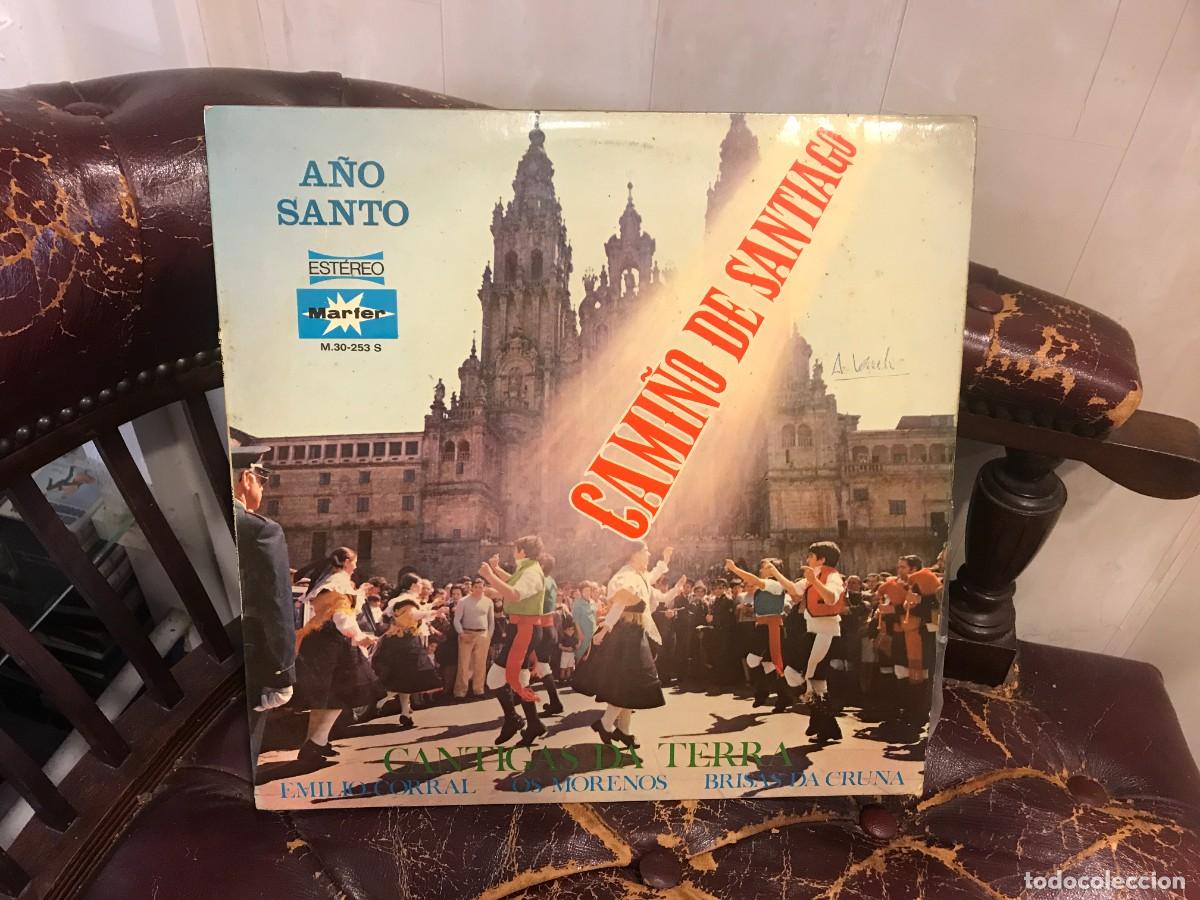 AÑO
SANTO
ESTÉREO
Marfer
M.30-253 S
CAMIÑO DE SANTIAGO
CANTIGAS DA TERRA
EMILIO CORRAL OS MORENOS BRISAS DA CRUNA
todocoleccion